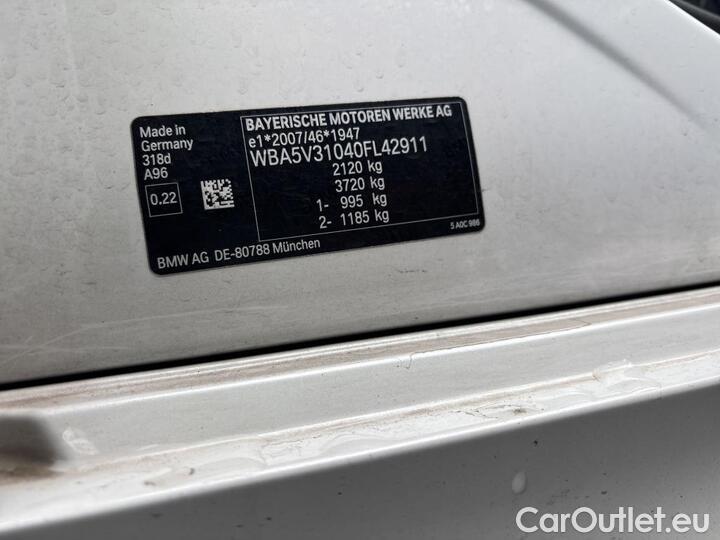 Made in
Germany
318d
A96
0.22
BAYERISCHE MOTOREN WERKE AG
e1*2007/46*1947
WBA5V31040FL42911
2120 kg
3720 kg
1- 995 kg
2- 1185 kg
5 A0C 986
BMW AG DE-80788 München
CarOutlet.eu